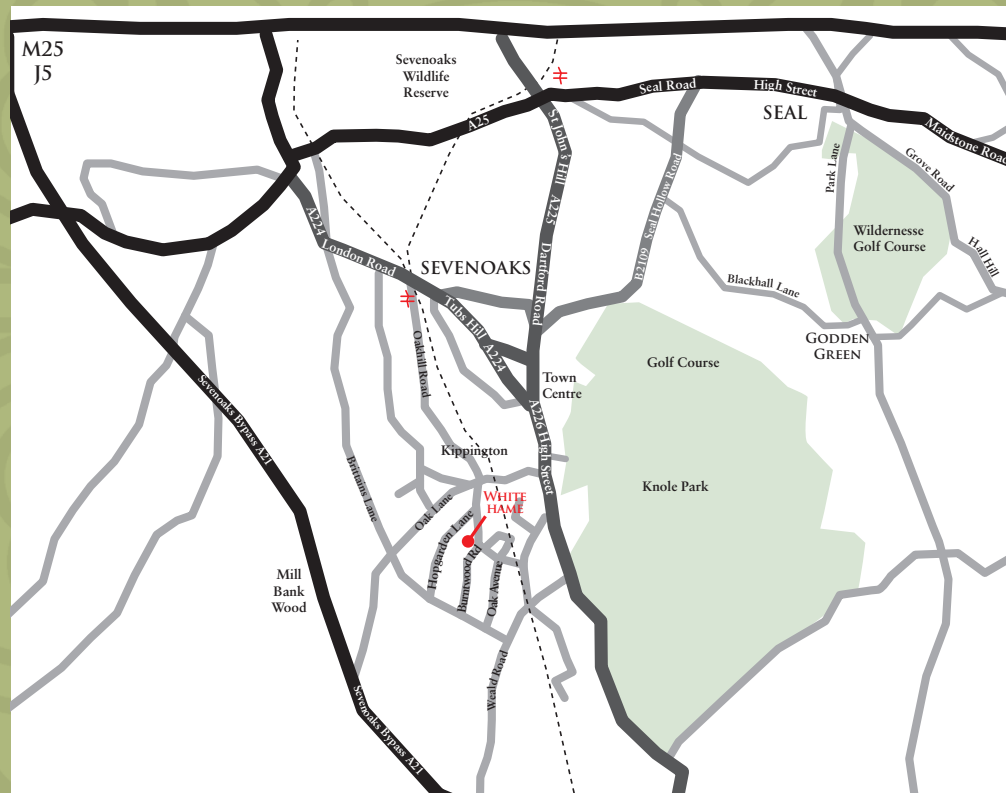 M25
J5
Sevenoaks
Wildlife
Reserve
A25
Seal Road
High Street
SEAL
Maidstone Road
St John's Hill
A225
Dartford Road
Seal Hollow Road
B2109
Park Lane
Grove Road
Wildernesse
Golf Course
Hall Hill
Blackhall Lane
GODDEN
GREEN
A224
London Road
SEVENOAKS
Tubs Hill
A224
Oakhill Road
Town
Centre
A226 High Street
Golf Course
Knole Park
Sevenoaks Bypass A21
Brittains Lane
Kippington
Oak Lane
Hopgarden Lane
WHITE
HAME
Burntwood Rd
Oak Avenue
Mill
Bank
Wood
Weald Road
Sevenoaks Bypass A21